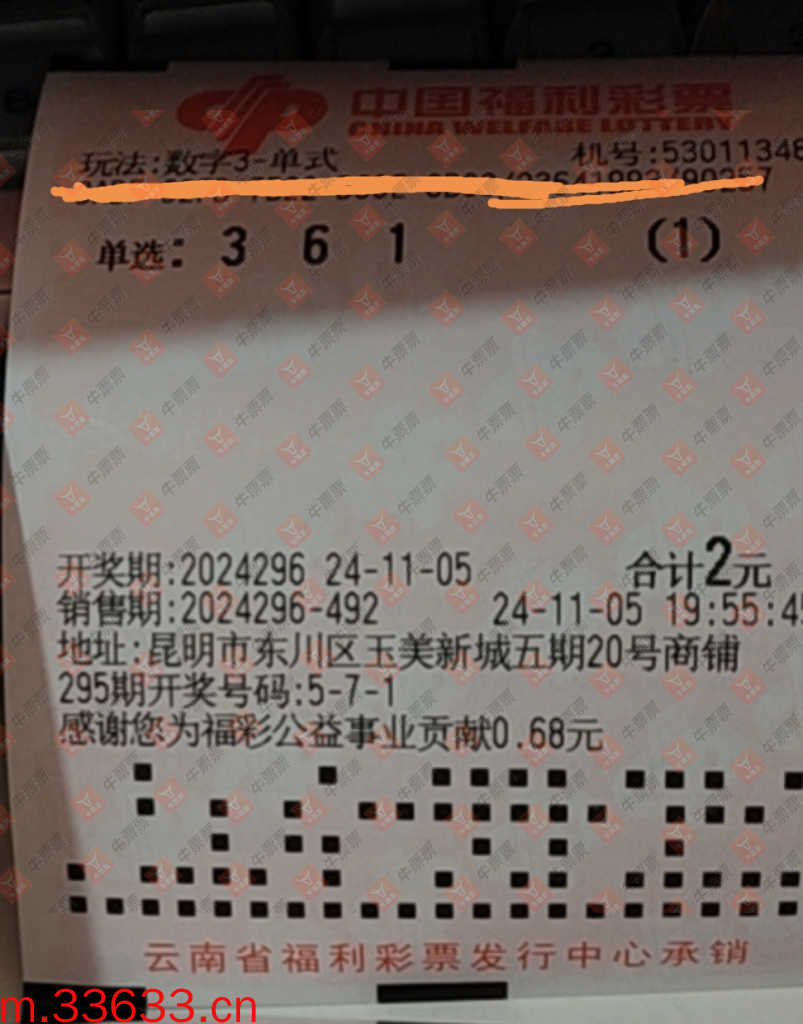 中国福利彩票
CHINA WELFARE LOTTERY
玩法:数字3-单式 机号:53011348
单选: 3 6 1 (1)
开奖期:2024296 24-11-05 合计2元
销售期:2024296-492 24-11-05 19:55:4
地址:昆明市东川区玉美新城五期20号商铺
295期开奖号码:5-7-1
感谢您为福彩公益事业贡献0.68元
云南省福利彩票发行中心承销
m.33633.cn
牛票票